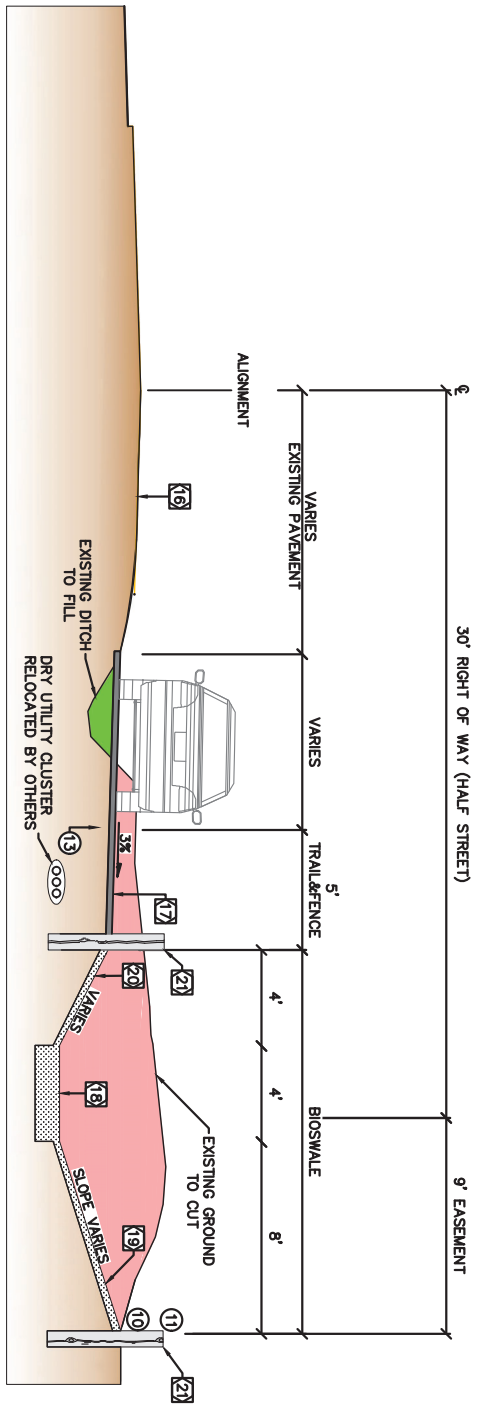 ℄
30' RIGHT OF WAY (HALF STREET)
9' EASEMENT
ALIGNMENT
VARIES
EXISTING PAVEMENT
VARIES
5'
TRAIL&FENCE
BIOSWALE
4'
4'
8'
16
EXISTING DITCH
TO FILL
DRY UTILITY CLUSTER
RELOCATED BY OTHERS
13
3%
17
21
20
VARIES
18
EXISTING GROUND
TO CUT
SLOPE VARIES
19
10
11
21